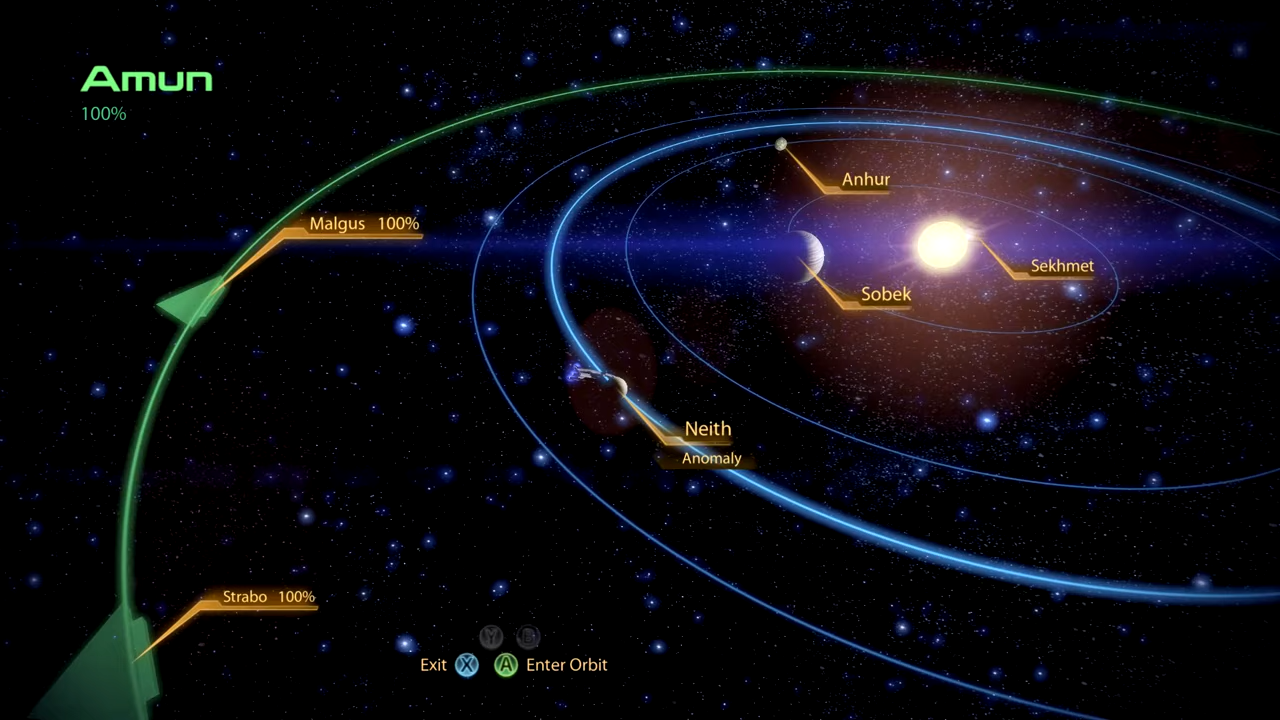 Amun
100%
Anhur
Malgus 100%
Sekhmet
Sobek
Neith
Anomaly
Strabo 100%
Y B
Exit X A Enter Orbit